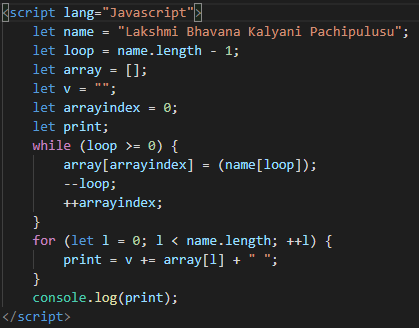 <script lang="Javascript">
    let name = "Lakshmi Bhavana Kalyani Pachipulusu";
    let loop = name.length - 1;
    let array = [];
    let v = "";
    let arrayindex = 0;
    let print;
    while (loop >= 0) {
        array[arrayindex] = (name[loop]);
        --loop;
        ++arrayindex;
    }
    for (let l = 0; l < name.length; ++l) {
        print = v += array[l] + " ";
    }
    console.log(print);
</script>